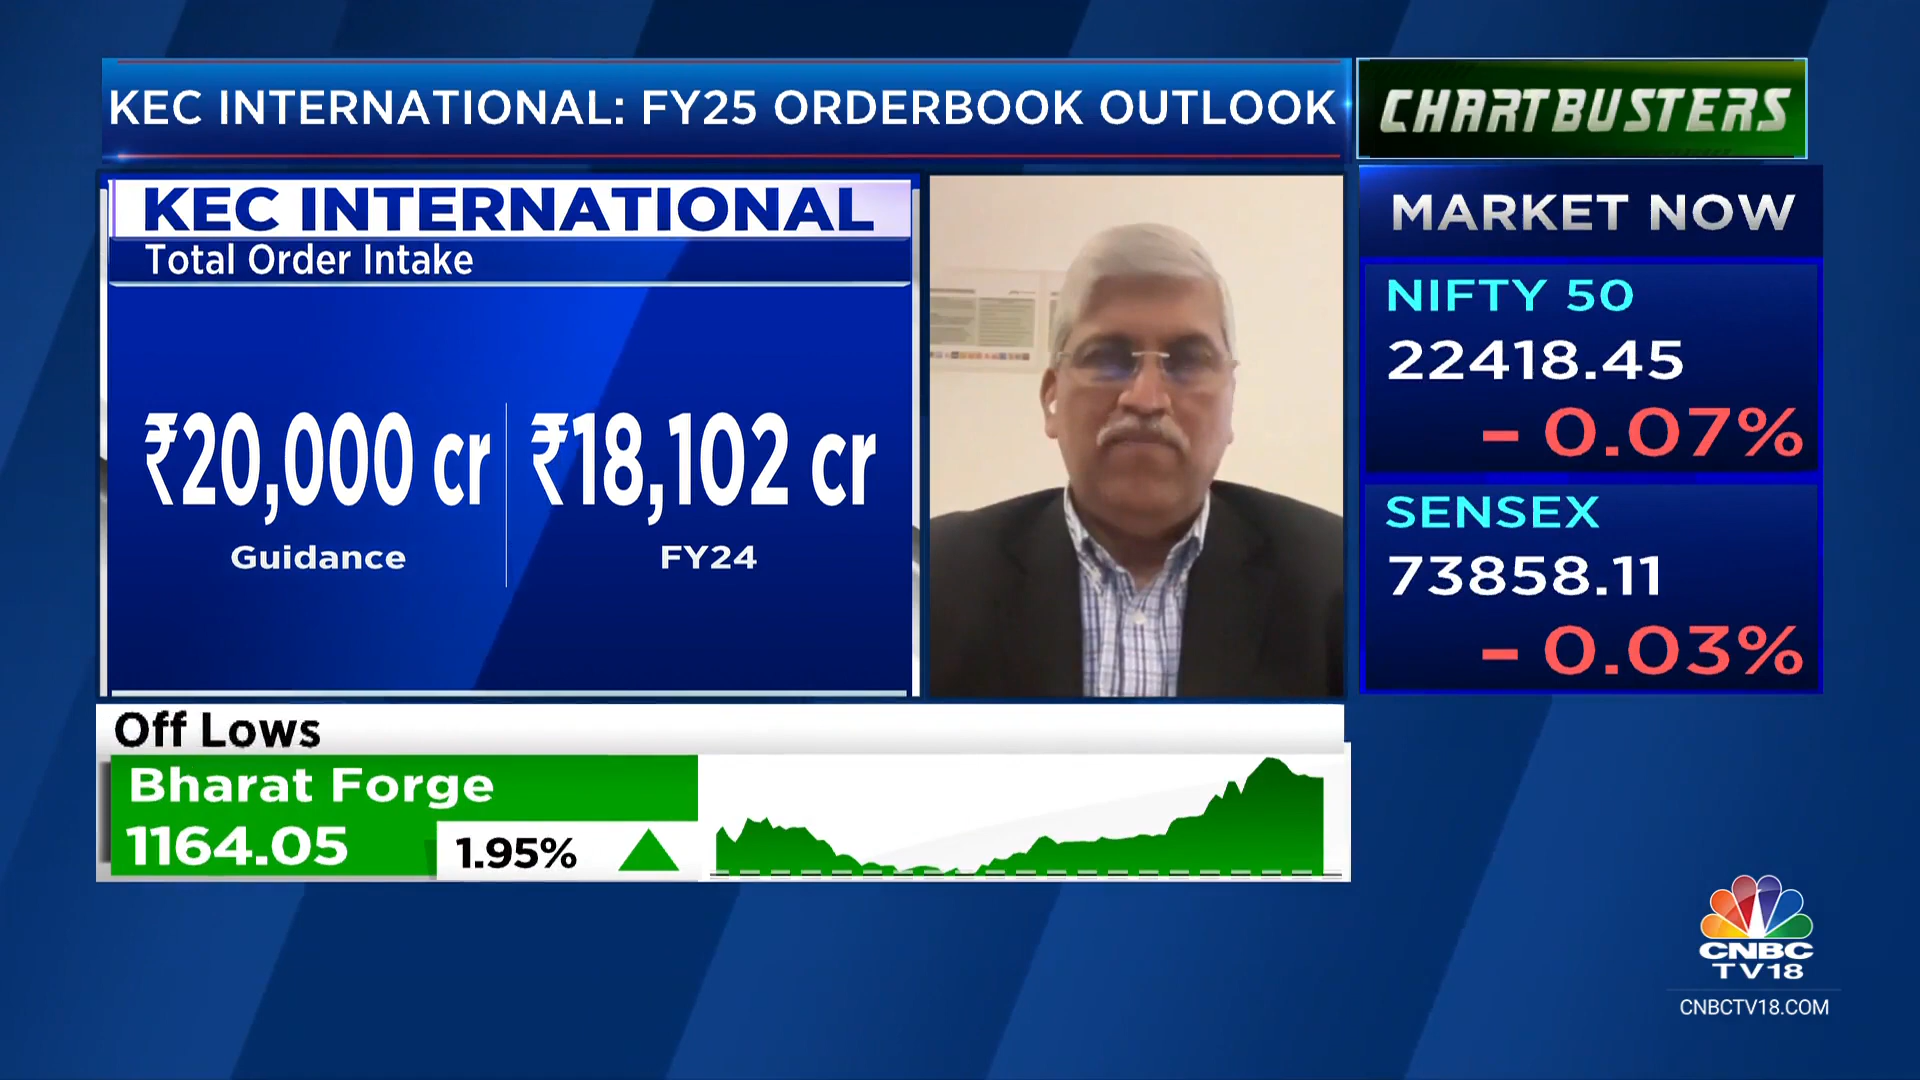 KEC INTERNATIONAL: FY25 ORDERBOOK OUTLOOK
CHARTBUSTERS
KEC INTERNATIONAL
Total Order Intake
₹20,000 cr
Guidance
₹18,102 cr
FY24
MARKET NOW
NIFTY 50
22418.45
- 0.07%
SENSEX
73858.11
- 0.03%
Off Lows
Bharat Forge
1164.05
1.95%
CNBC
TV18
CNBCTV18.COM